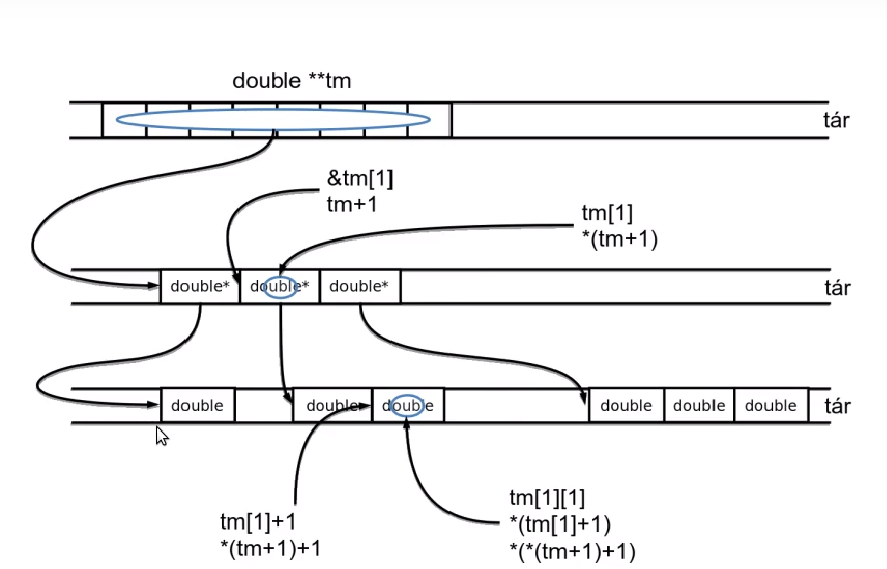 double **tm
tár
&tm[1]
tm+1
tm[1]
*(tm+1)
double* double* double* tár
double double double double double double tár
tm[1]+1
*(tm+1)+1
tm[1][1]
*(tm[1]+1)
*(*(tm+1)+1)